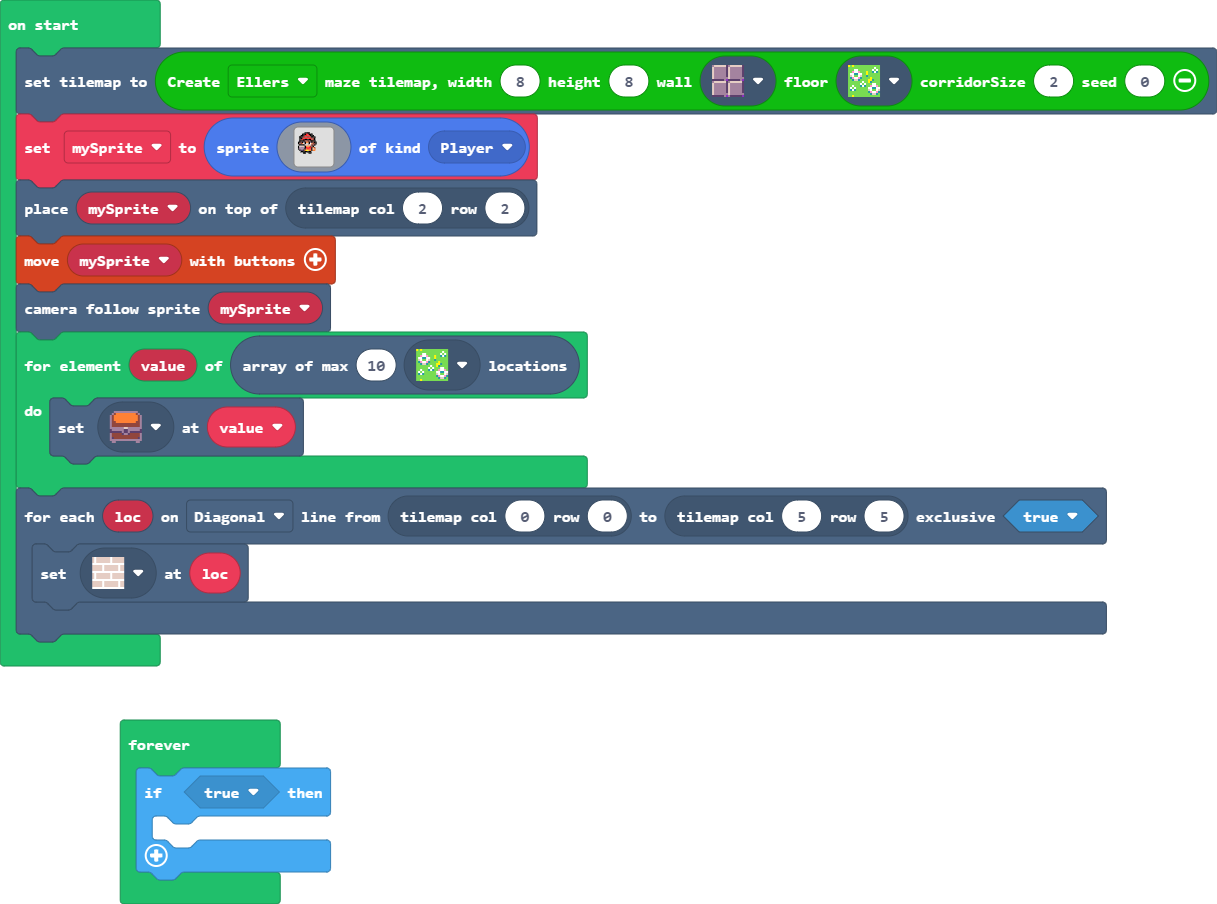 on start
set tilemap to Create Ellers maze tilemap, width 8 height 8 wall floor corridorSize 2 seed 0
set mySprite to sprite of kind Player
place mySprite on top of tilemap col 2 row 2
move mySprite with buttons
camera follow sprite mySprite
for element value of array of max 10 locations
do
set at value
for each loc on Diagonal line from tilemap col 0 row 0 to tilemap col 5 row 5 exclusive true
set at loc
forever
if true then